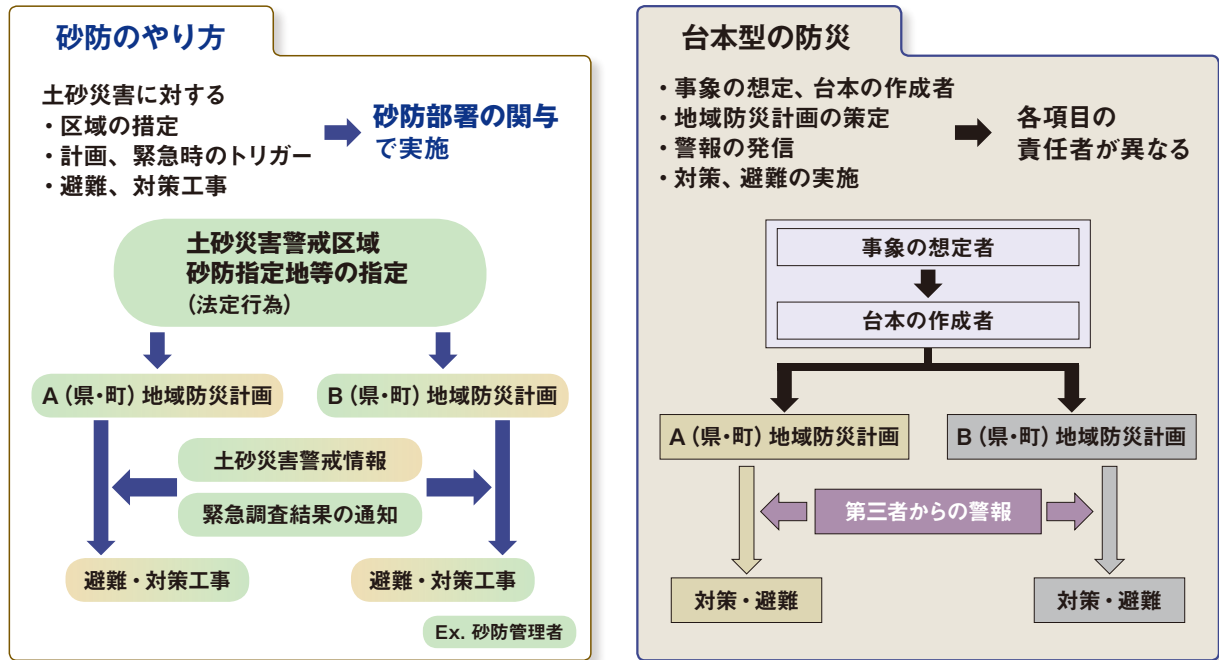 砂防のやり方
土砂災害に対する
・区域の措定
・計画、緊急時のトリガー
・避難、対策工事
砂防部署の関与
で実施
土砂災害警戒区域
砂防指定地等の指定
（法定行為）
A（県・町）地域防災計画
B（県・町）地域防災計画
土砂災害警戒情報
緊急調査結果の通知
避難・対策工事
避難・対策工事
Ex. 砂防管理者
台本型の防災
・事象の想定、台本の作成者
・地域防災計画の策定
・警報の発信
・対策、避難の実施
各項目の
責任者が異なる
事象の想定者
台本の作成者
A（県・町）地域防災計画
B（県・町）地域防災計画
第三者からの警報
対策・避難
対策・避難